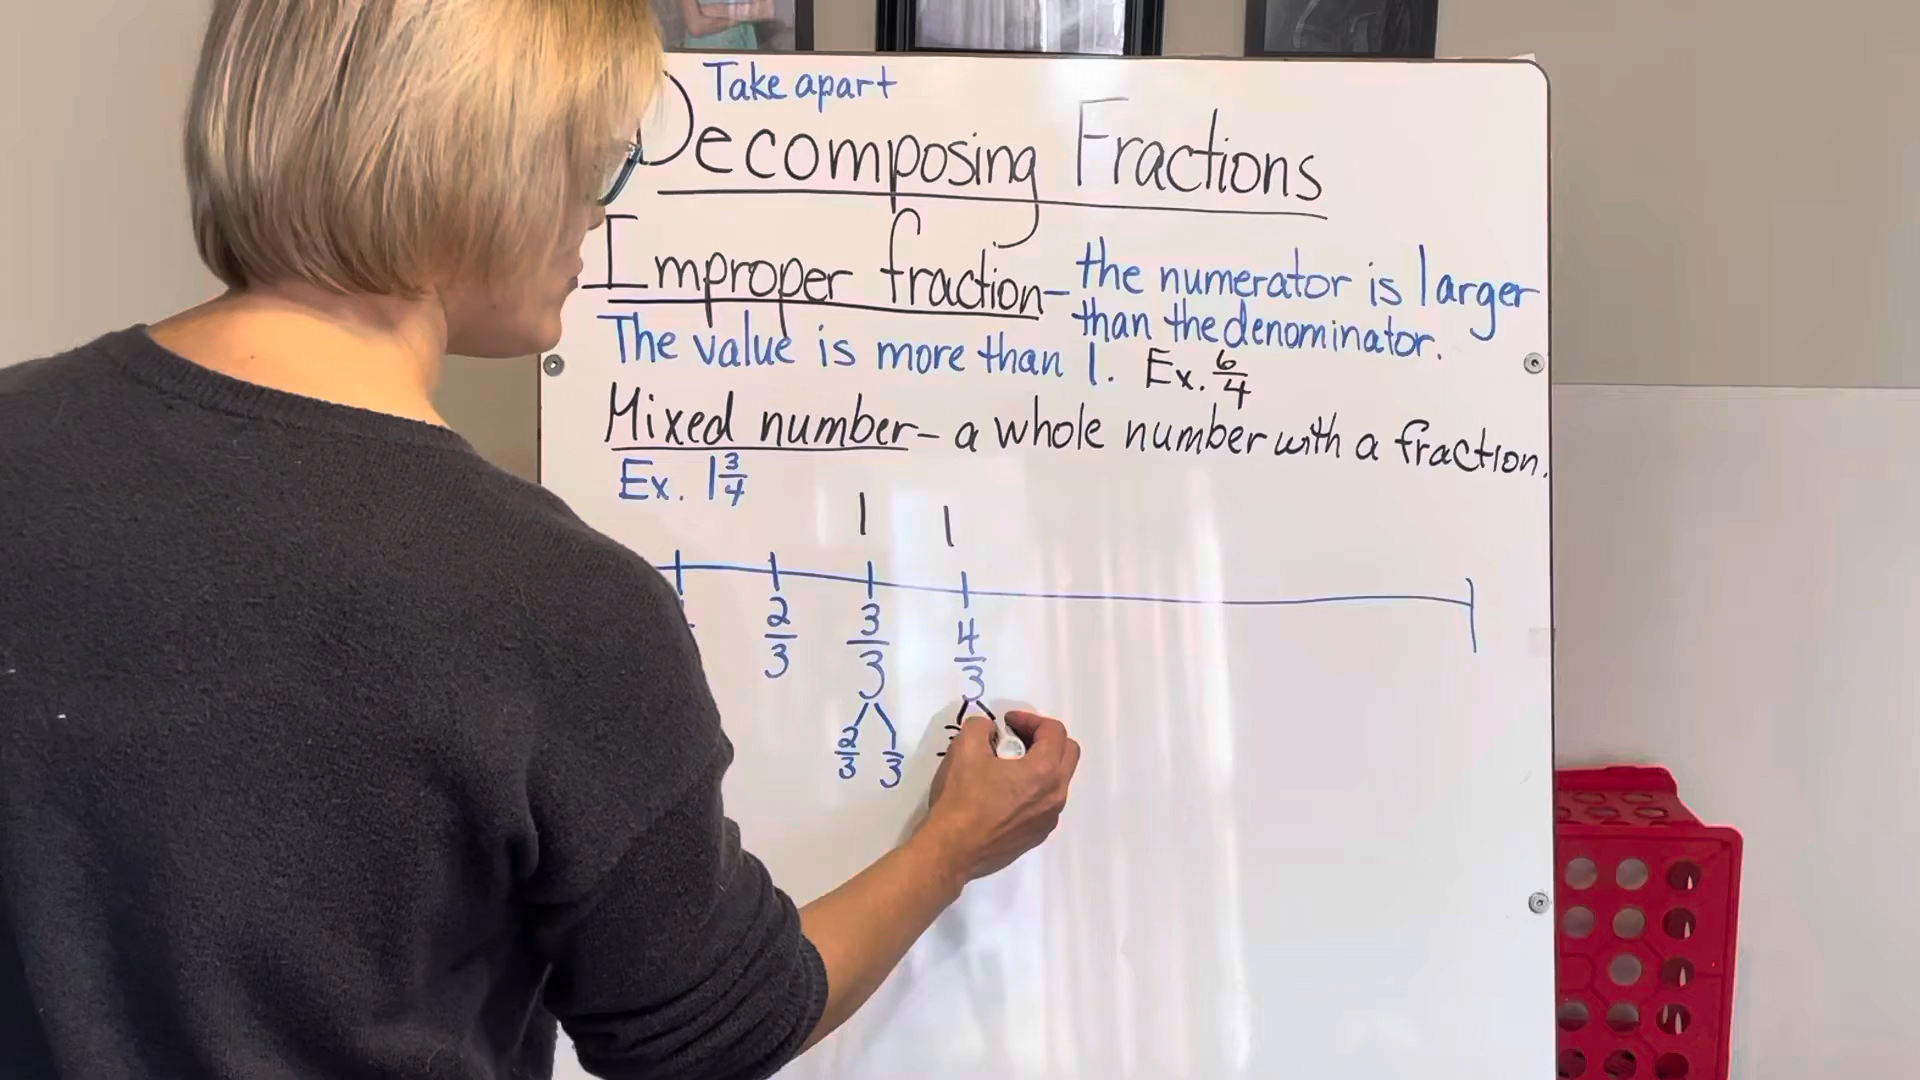 Take apart
Decomposing Fractions
Improper fraction- the numerator is larger
than the denominator.
The value is more than 1. Ex. 6/4
Mixed number- a whole number with a fraction.
Ex. 1 3/4
1 1
2/3 3/3 4/3
2/3